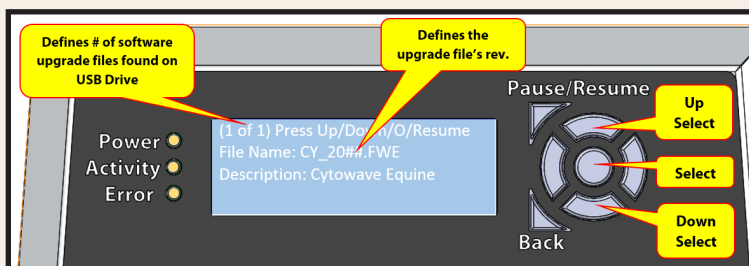 Defines # of software
upgrade files found on
USB Drive
Defines the
upgrade file's rev.
Pause/Resume
Up
Select
(1 of 1) Press Up/Down/O/Resume
File Name: CY_20##.FWE
Description: Cytowave Equine
Power
Activity
Error
Select
Down
Select
Back